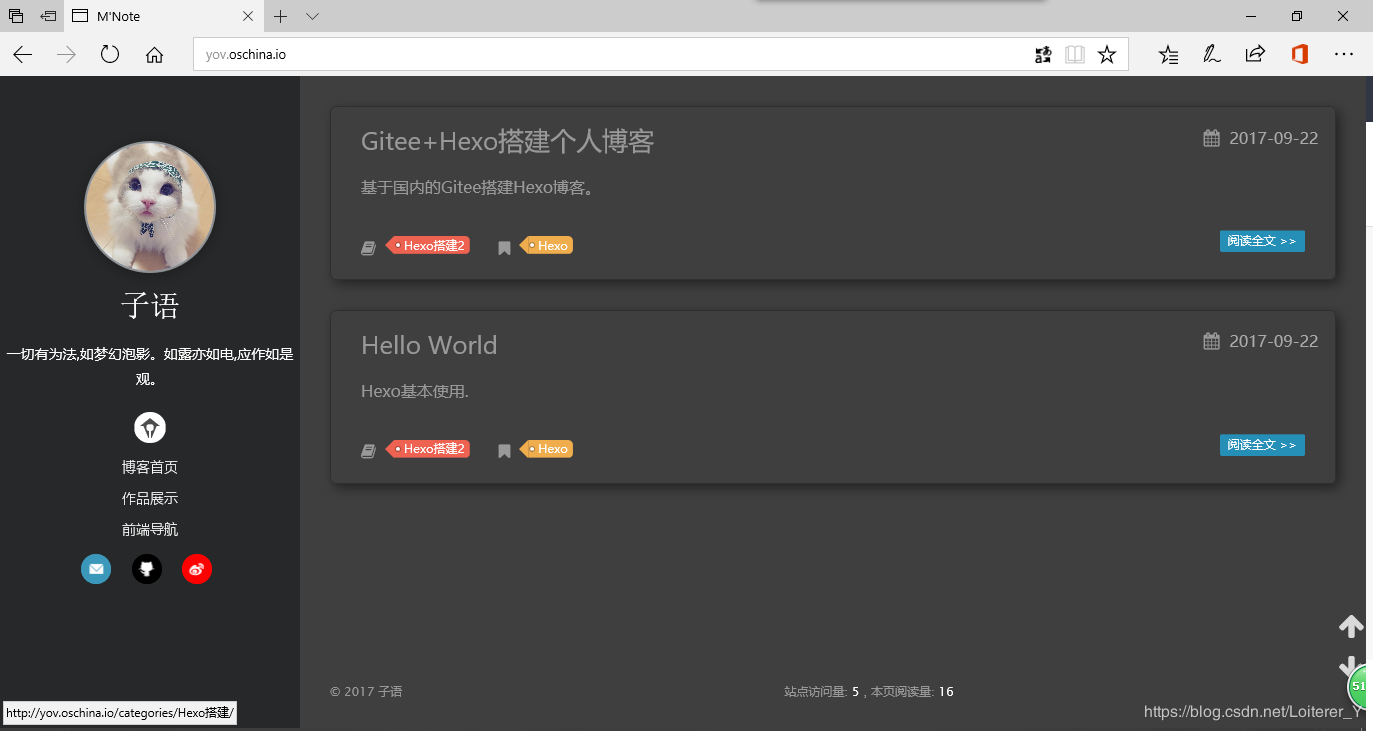 M'Note
yov.oschina.io
子语
一切有为法,如梦幻泡影。如露亦如电,应作如是
观。
博客首页
作品展示
前端导航
Gitee+Hexo搭建个人博客
2017-09-22
基于国内的Gitee搭建Hexo博客。
Hexo搭建2
Hexo
阅读全文 >>
Hello World
2017-09-22
Hexo基本使用.
Hexo搭建2
Hexo
阅读全文 >>
51
© 2017 子语
站点访问量: 5 , 本页阅读量: 16
http://yov.oschina.io/categories/Hexo搭建/
https://blog.csdn.net/Loiterer_Y